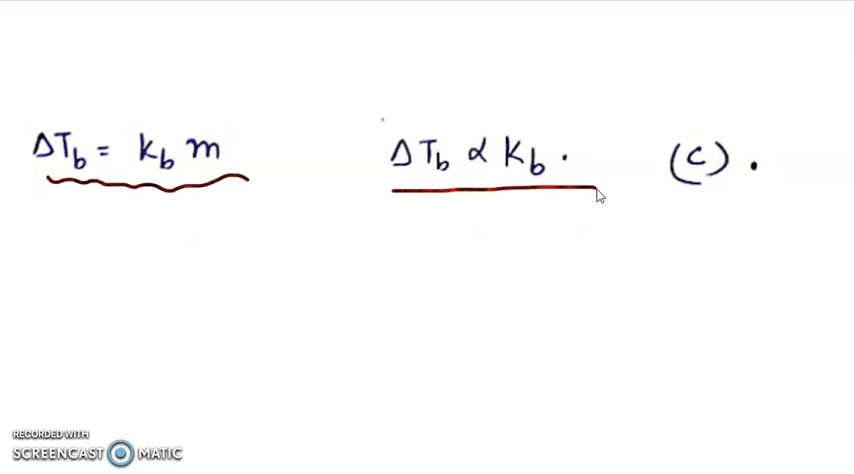 ΔTb = Kb m
ΔTb ∝ Kb . (C) .
RECORDED WITH
SCREENCAST MATIC